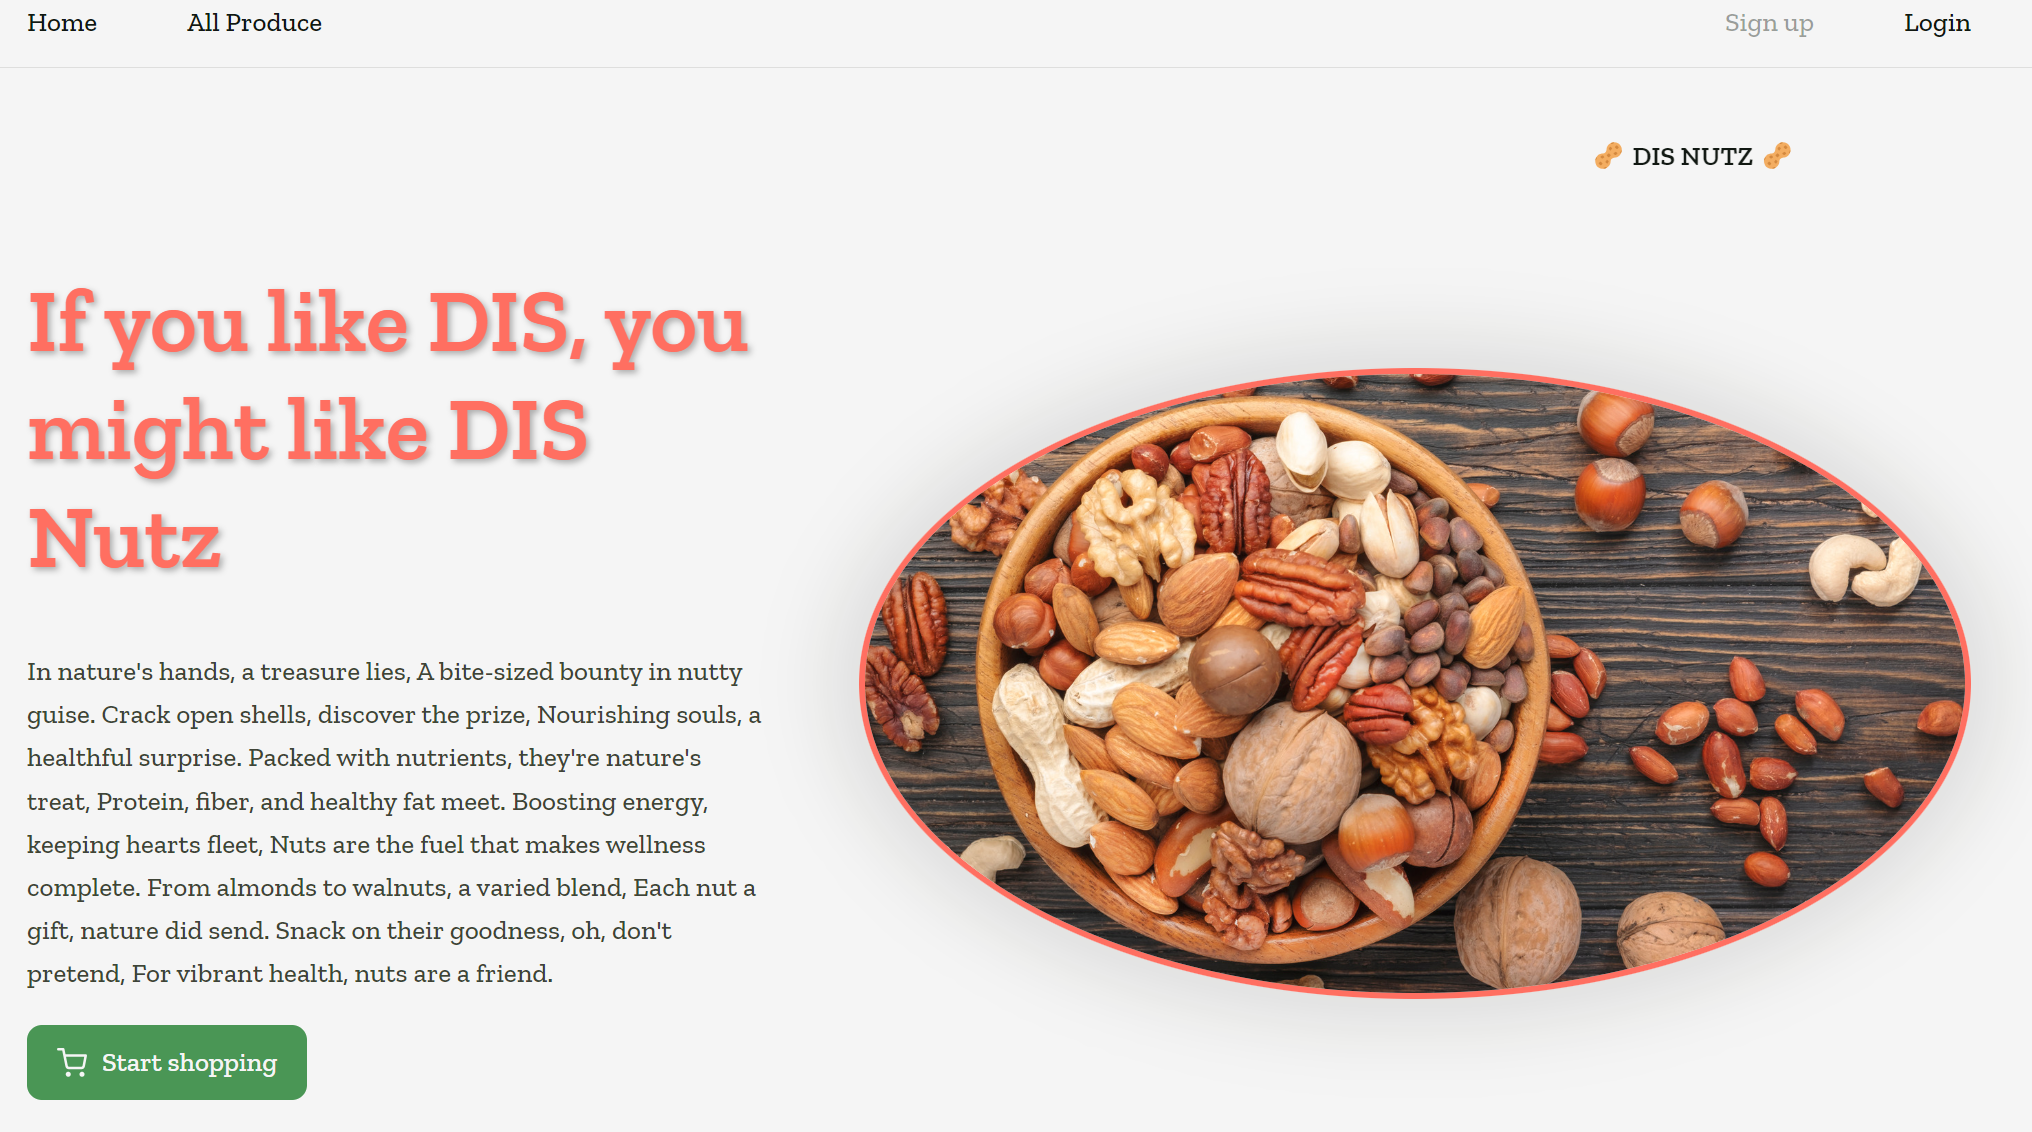 Home All Produce Sign up Login
🥜 DIS NUTZ 🥜
If you like DIS, you
might like DIS
Nutz
In nature's hands, a treasure lies, A bite-sized bounty in nutty
guise. Crack open shells, discover the prize, Nourishing souls, a
healthful surprise. Packed with nutrients, they're nature's
treat, Protein, fiber, and healthy fat meet. Boosting energy,
keeping hearts fleet, Nuts are the fuel that makes wellness
complete. From almonds to walnuts, a varied blend, Each nut a
gift, nature did send. Snack on their goodness, oh, don't
pretend, For vibrant health, nuts are a friend.
Start shopping